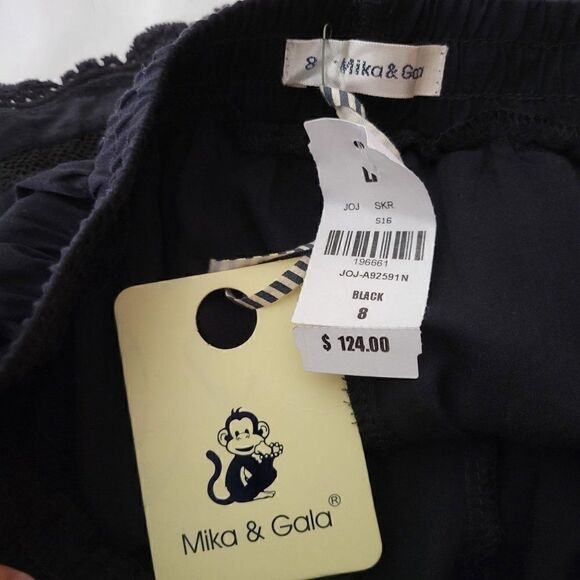 8 Mika & Gala
JOJ SKR
S16
196661
JOJ-A92591N
BLACK
8
$ 124.00
Mika & Gala ®